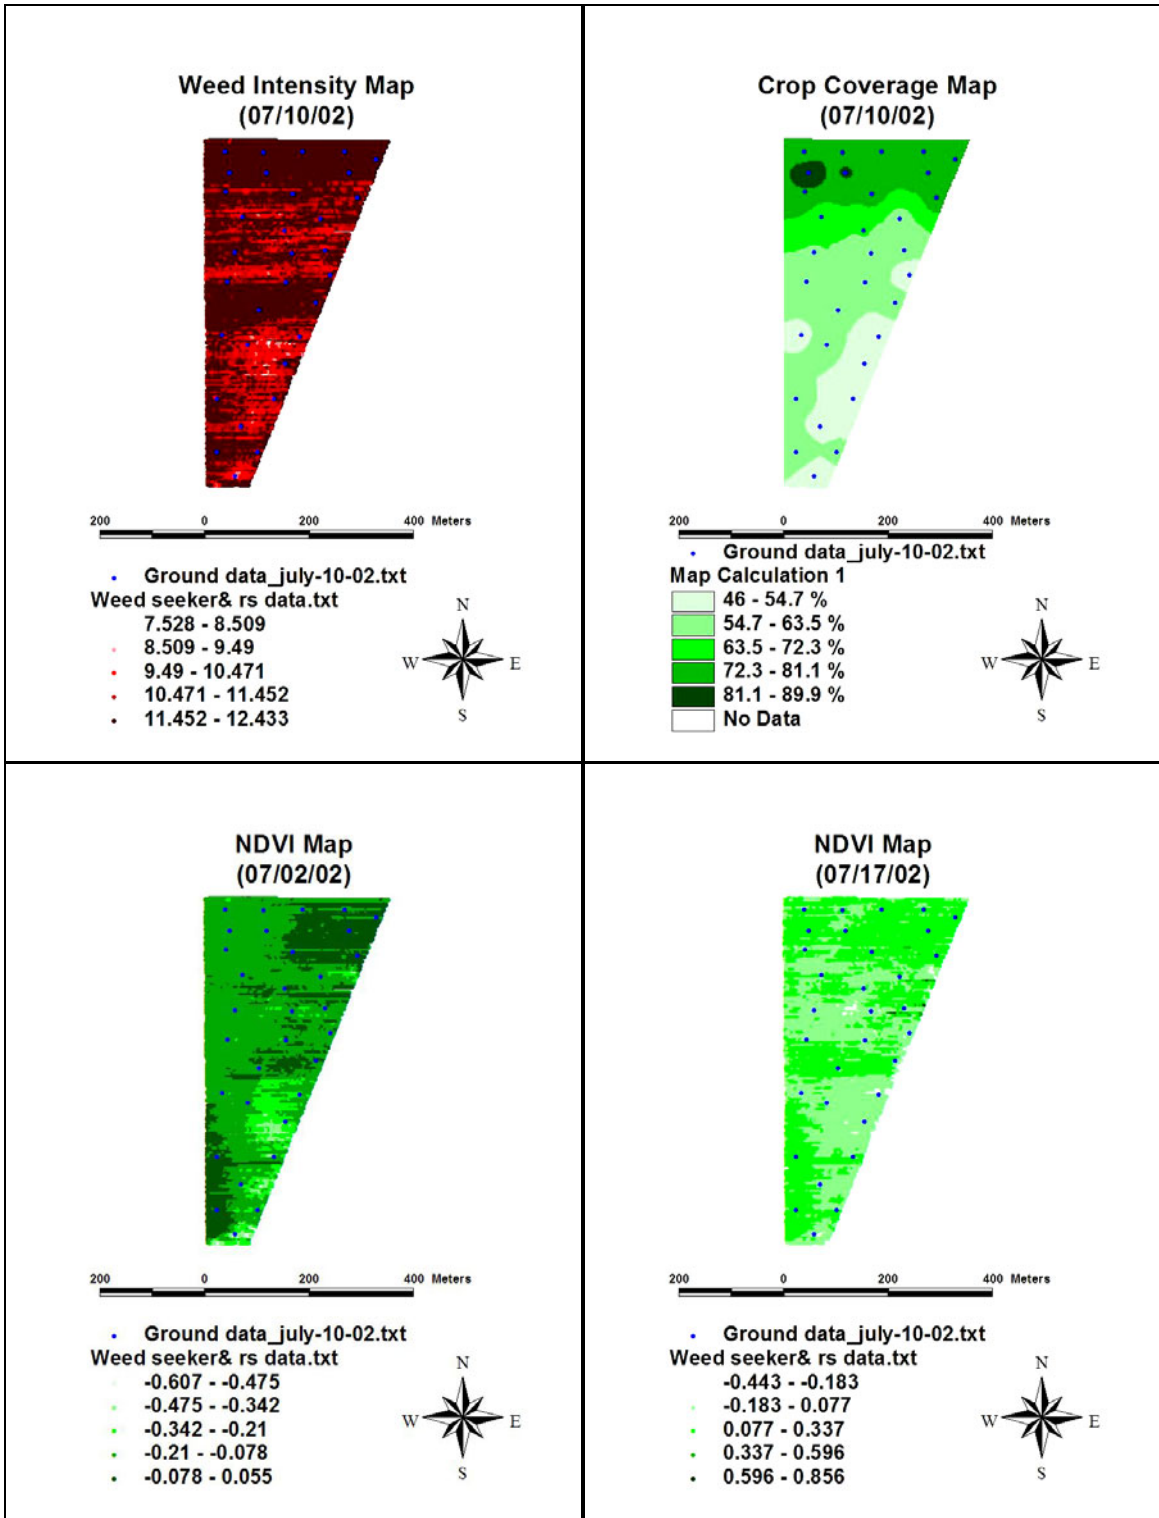 Weed Intensity Map
(07/10/02)
200 0 200 400 Meters
Ground data_july-10-02.txt
Weed seeker& rs data.txt
7.528 - 8.509
8.509 - 9.49
9.49 - 10.471
10.471 - 11.452
11.452 - 12.433
N
W E
S
Crop Coverage Map
(07/10/02)
200 0 200 400 Meters
Ground data_july-10-02.txt
Map Calculation 1
46 - 54.7 %
54.7 - 63.5 %
63.5 - 72.3 %
72.3 - 81.1 %
81.1 - 89.9 %
No Data
N
W E
S
NDVI Map
(07/02/02)
200 0 200 400 Meters
Ground data_july-10-02.txt
Weed seeker& rs data.txt
-0.607 - -0.475
-0.475 - -0.342
-0.342 - -0.21
-0.21 - -0.078
-0.078 - 0.055
N
W E
S
NDVI Map
(07/17/02)
200 0 200 400 Meters
Ground data_july-10-02.txt
Weed seeker& rs data.txt
-0.443 - -0.183
-0.183 - 0.077
0.077 - 0.337
0.337 - 0.596
0.596 - 0.856
N
W E
S